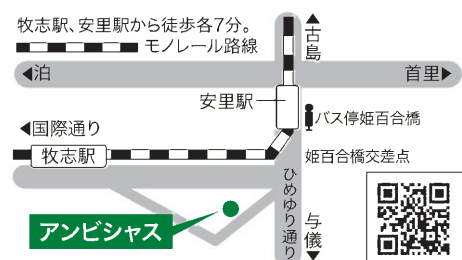 牧志駅、安里駅から徒歩各7分。
モノレール路線
▲古島
◀泊
首里▶
安里駅
バス停姫百合橋
◀国際通り
牧志駅
姫百合橋交差点
ひめゆり通り
アンビシャス
与儀▼